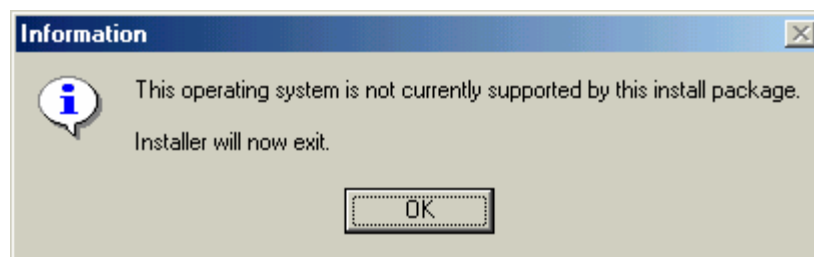 Information
This operating system is not currently supported by this install package.
Installer will now exit.
OK